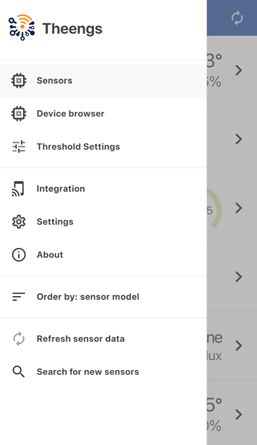 Theengs
Sensors
Device browser
Threshold Settings
Integration
Settings
About
Order by: sensor model
Refresh sensor data
Search for new sensors